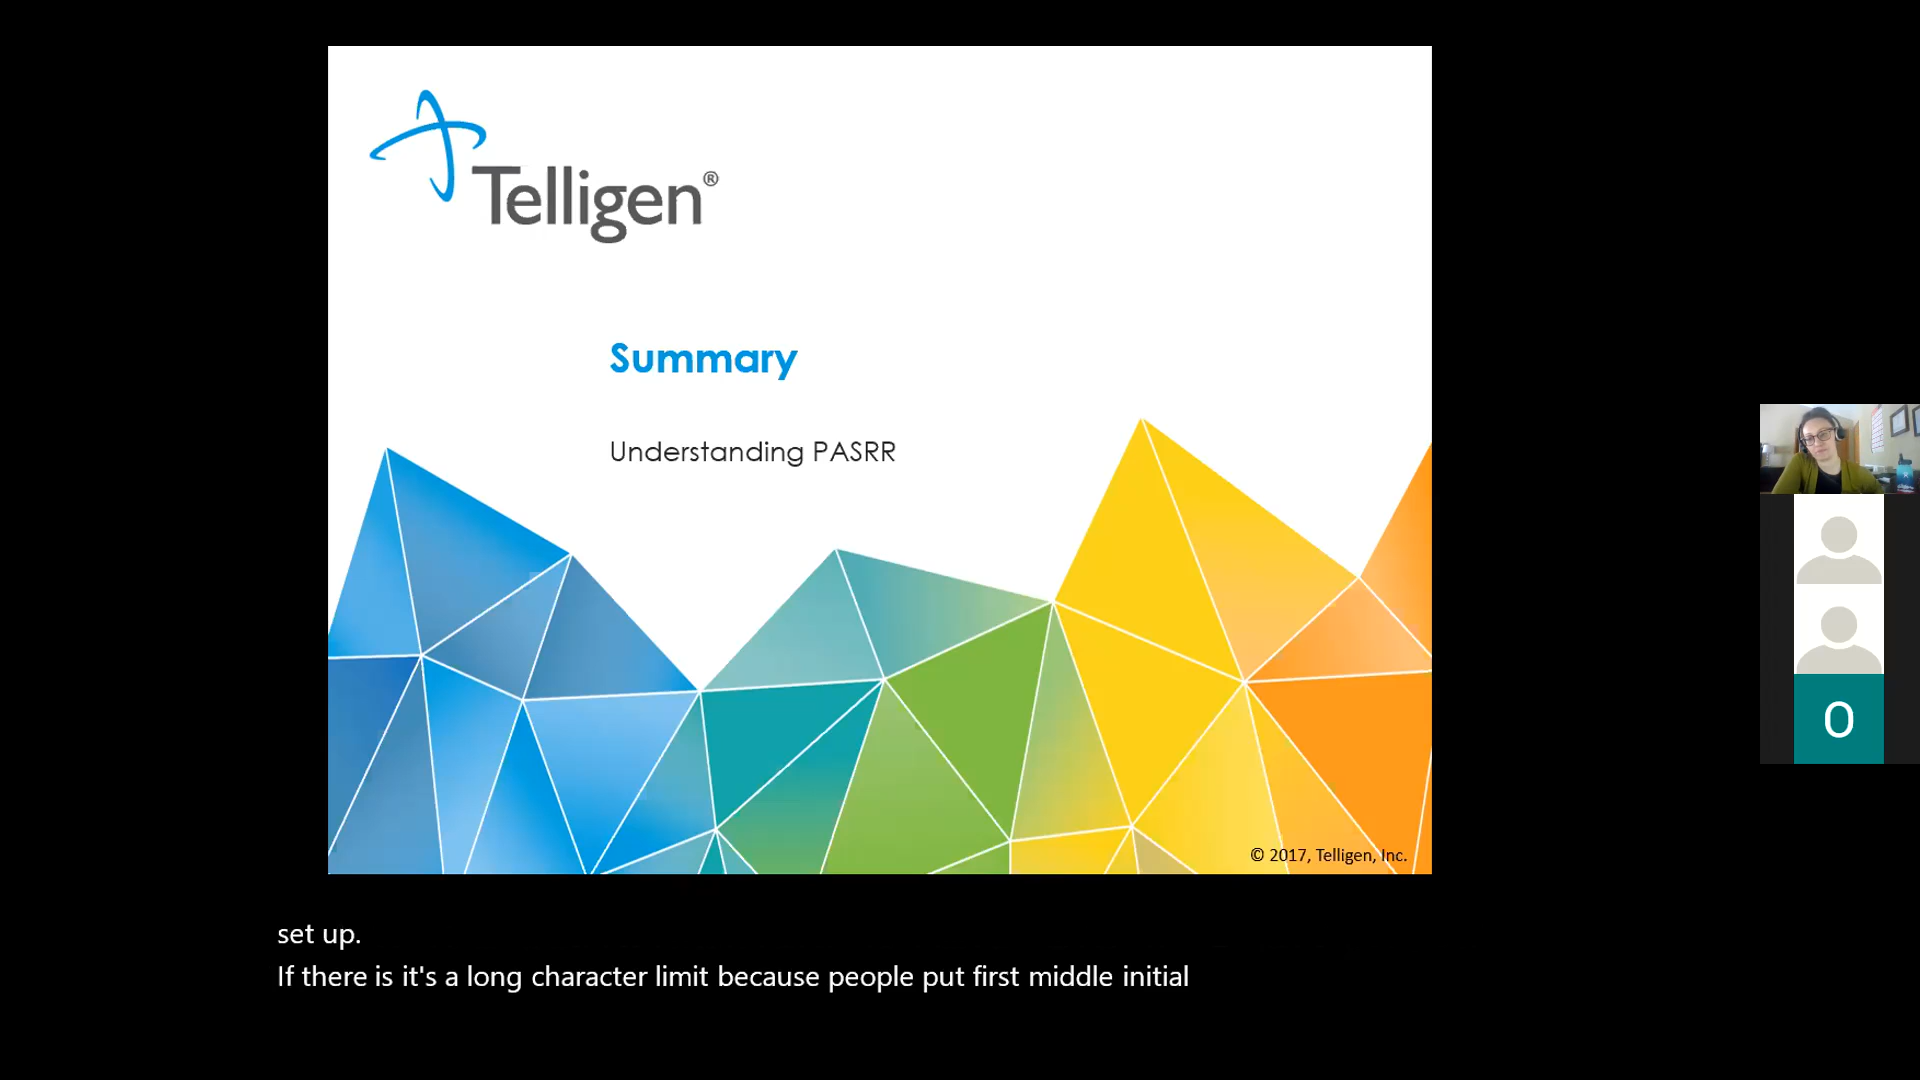 Telligen®
Summary
Understanding PASRR
© 2017, Telligen, Inc.
O
set up.
If there is it's a long character limit because people put first middle initial